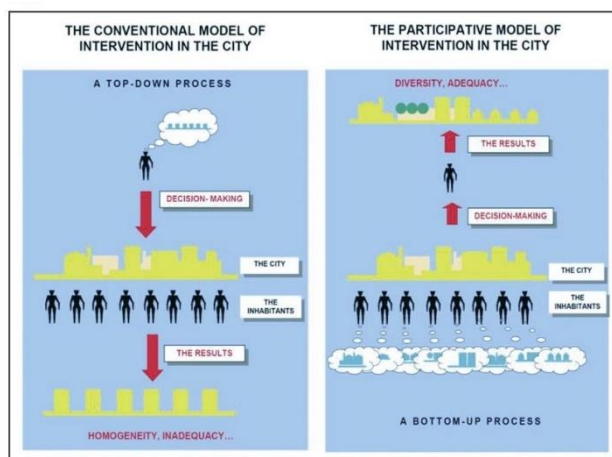 THE CONVENTIONAL MODEL OF
INTERVENTION IN THE CITY
A TOP-DOWN PROCESS
DECISION- MAKING
THE CITY
THE
INHABITANTS
THE RESULTS
HOMOGENEITY, INADEQUACY...
THE PARTICIPATIVE MODEL OF
INTERVENTION IN THE CITY
DIVERSITY, ADEQUACY...
THE RESULTS
DECISION-MAKING
THE CITY
THE
INHABITANTS
A BOTTOM-UP PROCESS